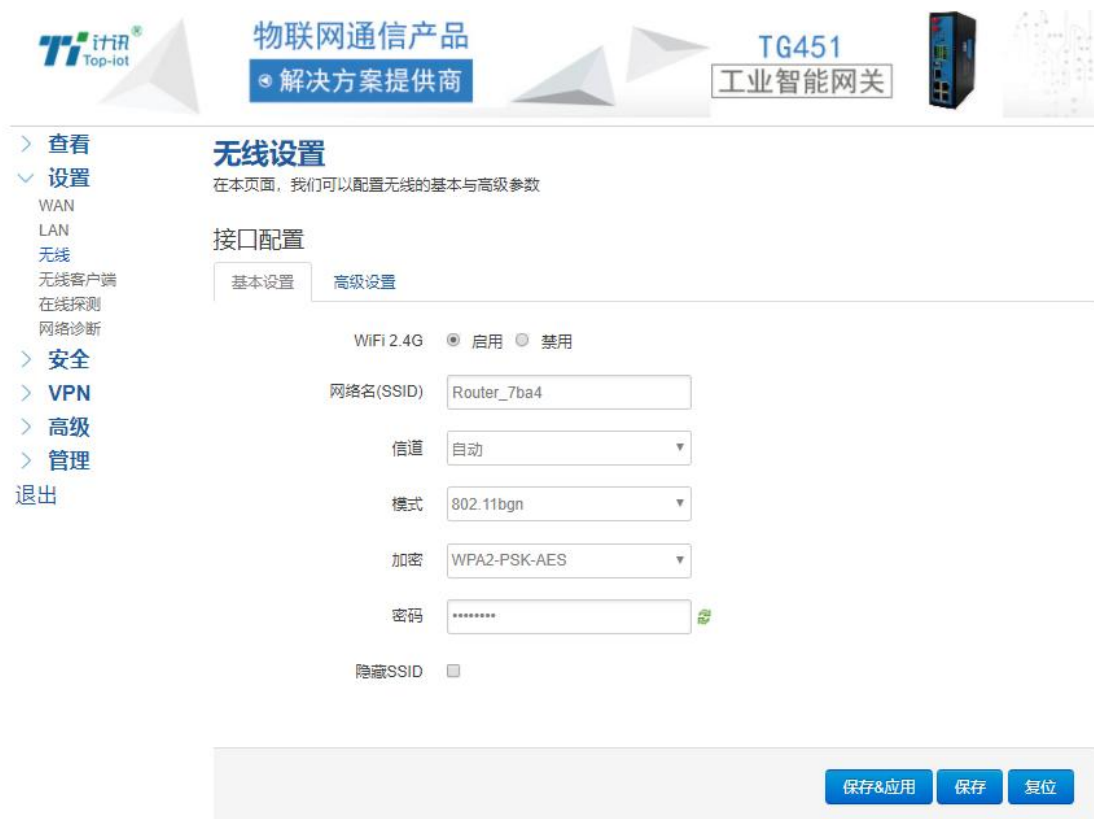 计讯®
Top-iot
物联网通信产品
解决方案提供商
TG451
工业智能网关
查看
设置
WAN
LAN
无线
无线客户端
在线探测
网络诊断
安全
VPN
高级
管理
退出
无线设置
在本页面，我们可以配置无线的基本与高级参数
接口配置
基本设置 高级设置
WiFi 2.4G 启用 禁用
网络名(SSID) Router_7ba4
信道 自动
模式 802.11bgn
加密 WPA2-PSK-AES
密码 ••••••••
隐藏SSID
保存&应用 保存 复位